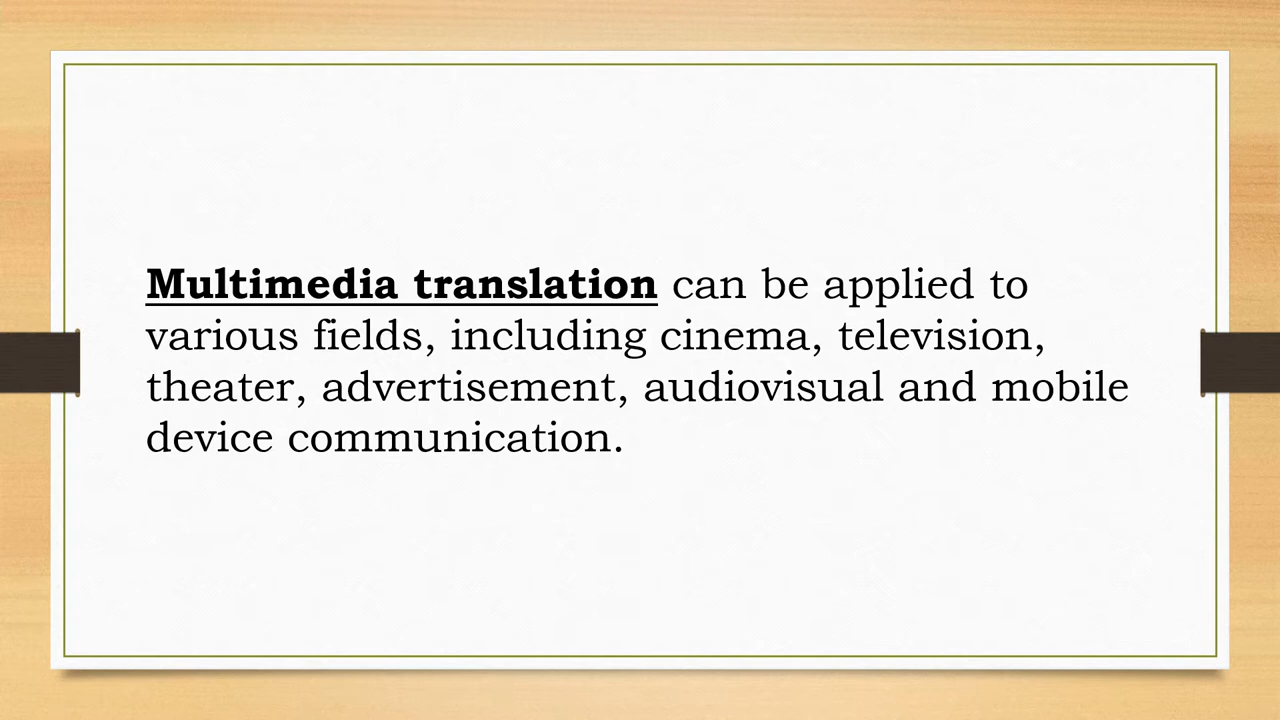 Multimedia translation can be applied to
various fields, including cinema, television,
theater, advertisement, audiovisual and mobile
device communication.